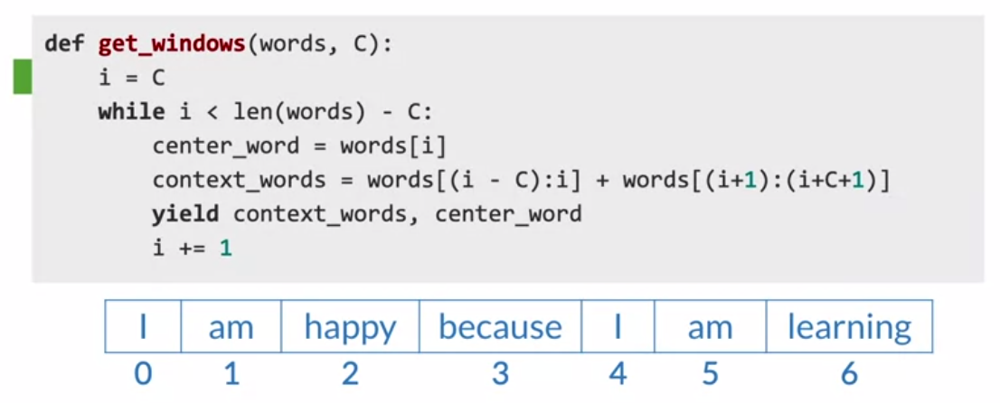 def get_windows(words, C):
    i = C
    while i < len(words) - C:
        center_word = words[i]
        context_words = words[(i - C):i] + words[(i+1):(i+C+1)]
        yield context_words, center_word
        i += 1
I am happy because I am learning
0 1 2 3 4 5 6